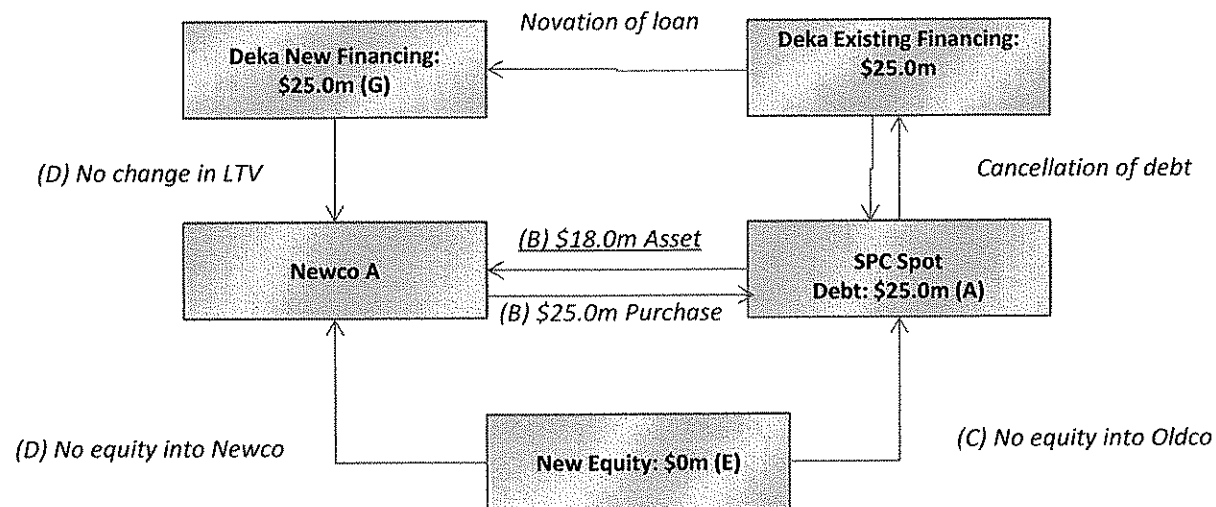 Novation of loan
Deka New Financing:
$25.0m (G)
Deka Existing Financing:
$25.0m
(D) No change in LTV
Cancellation of debt
(B) $18.0m Asset
Newco A
SPC Spot
Debt: $25.0m (A)
(B) $25.0m Purchase
(D) No equity into Newco
(C) No equity into Oldco
New Equity: $0m (E)